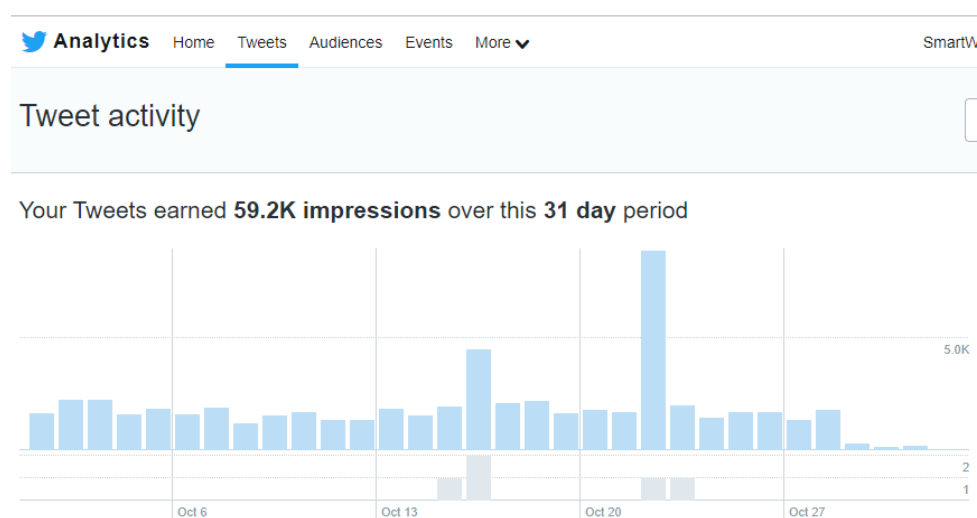 Analytics Home Tweets Audiences Events More SmartW
Tweet activity
Your Tweets earned 59.2K impressions over this 31 day period
5.0K
2
1
Oct 6 Oct 13 Oct 20 Oct 27